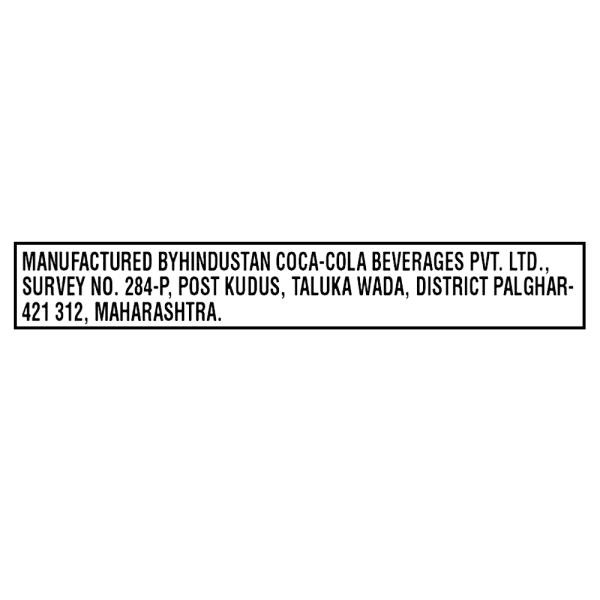 MANUFACTURED BYHINDUSTAN COCA-COLA BEVERAGES PVT. LTD.,
SURVEY NO. 284-P, POST KUDUS, TALUKA WADA, DISTRICT PALGHAR-
421 312, MAHARASHTRA.